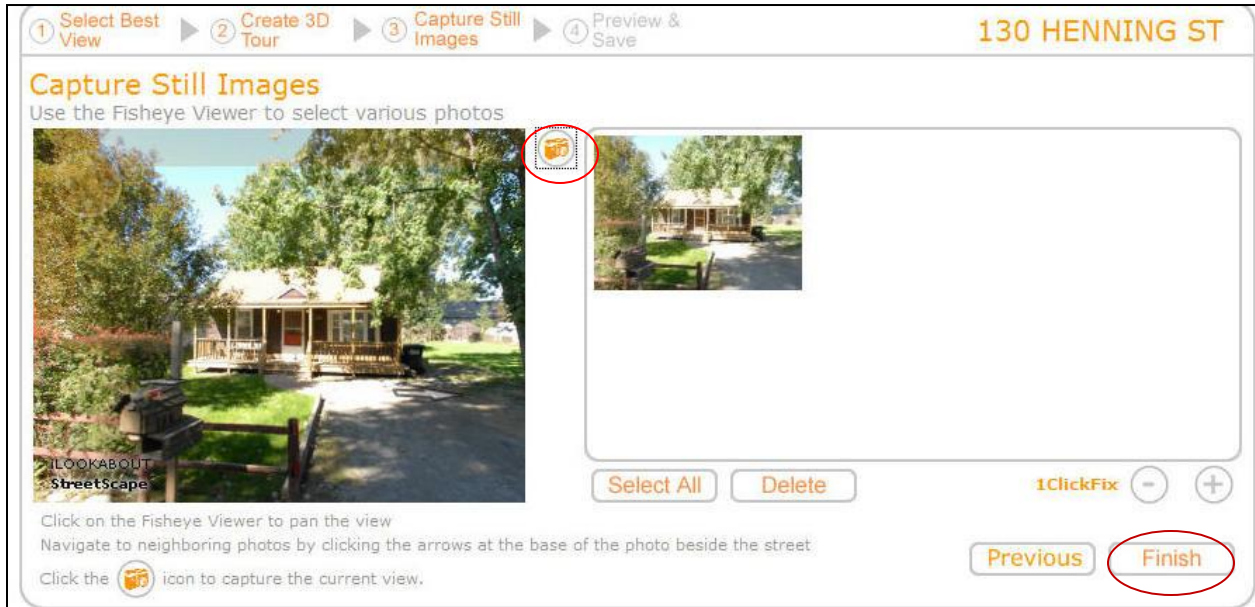 1 Select Best View
2 Create 3D Tour
3 Capture Still Images
4 Preview & Save
130 HENNING ST
Capture Still Images
Use the Fisheye Viewer to select various photos
iLOOKABOUT
StreetScape
Select All
Delete
1ClickFix
-
+
Click on the Fisheye Viewer to pan the view
Navigate to neighboring photos by clicking the arrows at the base of the photo beside the street
Click the icon to capture the current view.
Previous
Finish